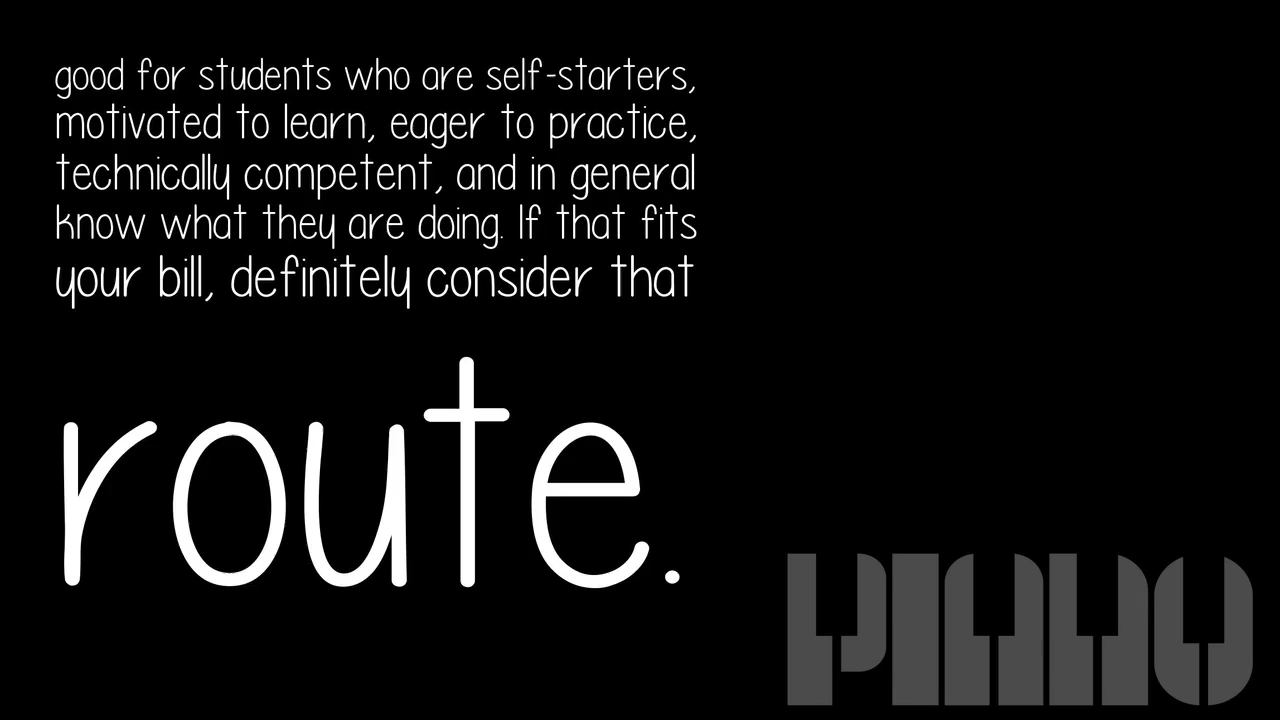 good for students who are self-starters,
motivated to learn, eager to practice,
technically competent, and in general
know what they are doing. If that fits
your bill, definitely consider that
route.
PIANO